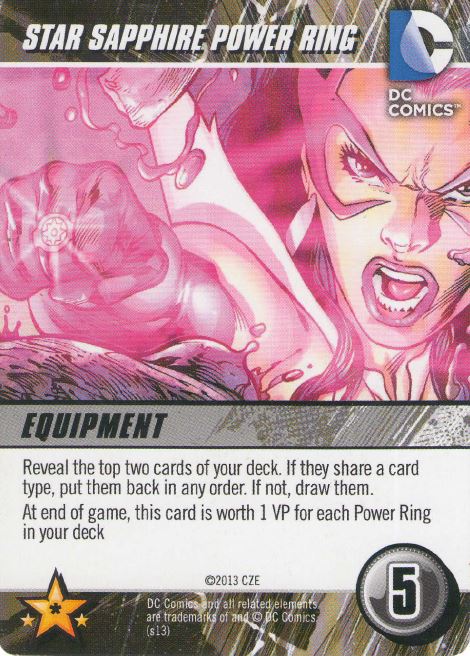 STAR SAPPHIRE POWER RING
DC
COMICS™
EQUIPMENT
Reveal the top two cards of your deck. If they share a card
type, put them back in any order. If not, draw them.
At end of game, this card is worth 1 VP for each Power Ring
in your deck
©2013 CZE
DC Comics and all related elements
are trademarks of and © DC Comics.
(s13)
*
5